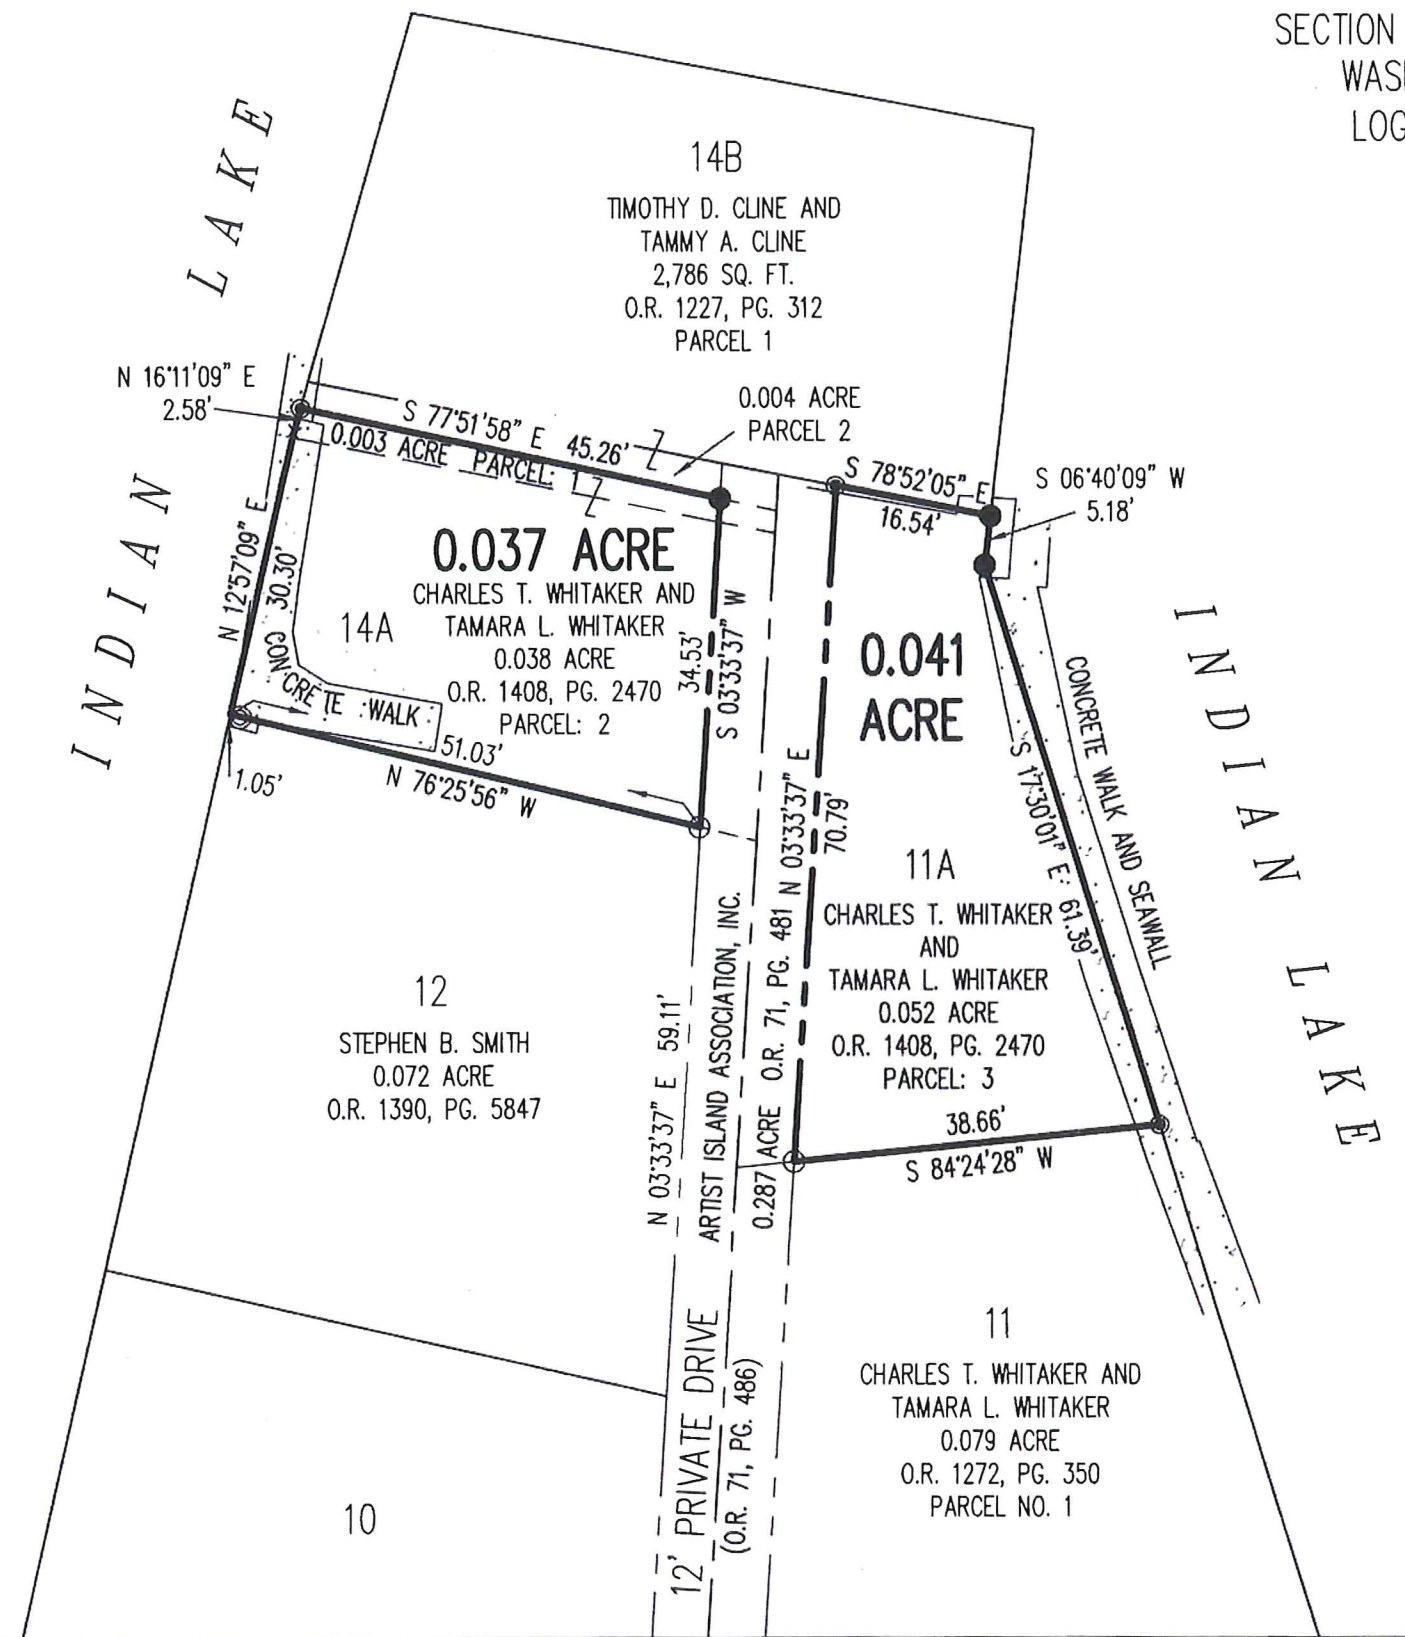 SECTION
WASH
LOG
14B
TIMOTHY D. CLINE AND
TAMMY A. CLINE
2,786 SQ. FT.
O.R. 1227, PG. 312
PARCEL 1
INDIAN LAKE
N 16°11'09" E
2.58'
S 77°51'58" E 45.26'
0.003 ACRE PARCEL: 1
0.004 ACRE
PARCEL 2
S 78°52'05" E
16.54'
S 06°40'09" W
5.18'
N 12°57'09" E
30.30'
14A
0.037 ACRE
CHARLES T. WHITAKER AND
TAMARA L. WHITAKER
0.038 ACRE
O.R. 1408, PG. 2470
PARCEL: 2
CONCRETE WALK
34.53'
S 03°33'37" W
51.03'
N 76°25'56" W
1.05'
0.041
ACRE
N 03°33'37" E
70.79'
11A
CHARLES T. WHITAKER
AND
TAMARA L. WHITAKER
0.052 ACRE
O.R. 1408, PG. 2470
PARCEL: 3
S 17°30'01" E 61.39'
CONCRETE WALK AND SEAWALL
INDIAN LAKE
38.66'
S 84°24'28" W
12
STEPHEN B. SMITH
0.072 ACRE
O.R. 1390, PG. 5847
N 03°33'37" E 59.11'
ARTIST ISLAND ASSOCIATION, INC.
0.287 ACRE O.R. 71, PG. 481
12' PRIVATE DRIVE
(O.R. 71, PG. 486)
11
CHARLES T. WHITAKER AND
TAMARA L. WHITAKER
0.079 ACRE
O.R. 1272, PG. 350
PARCEL NO. 1
10